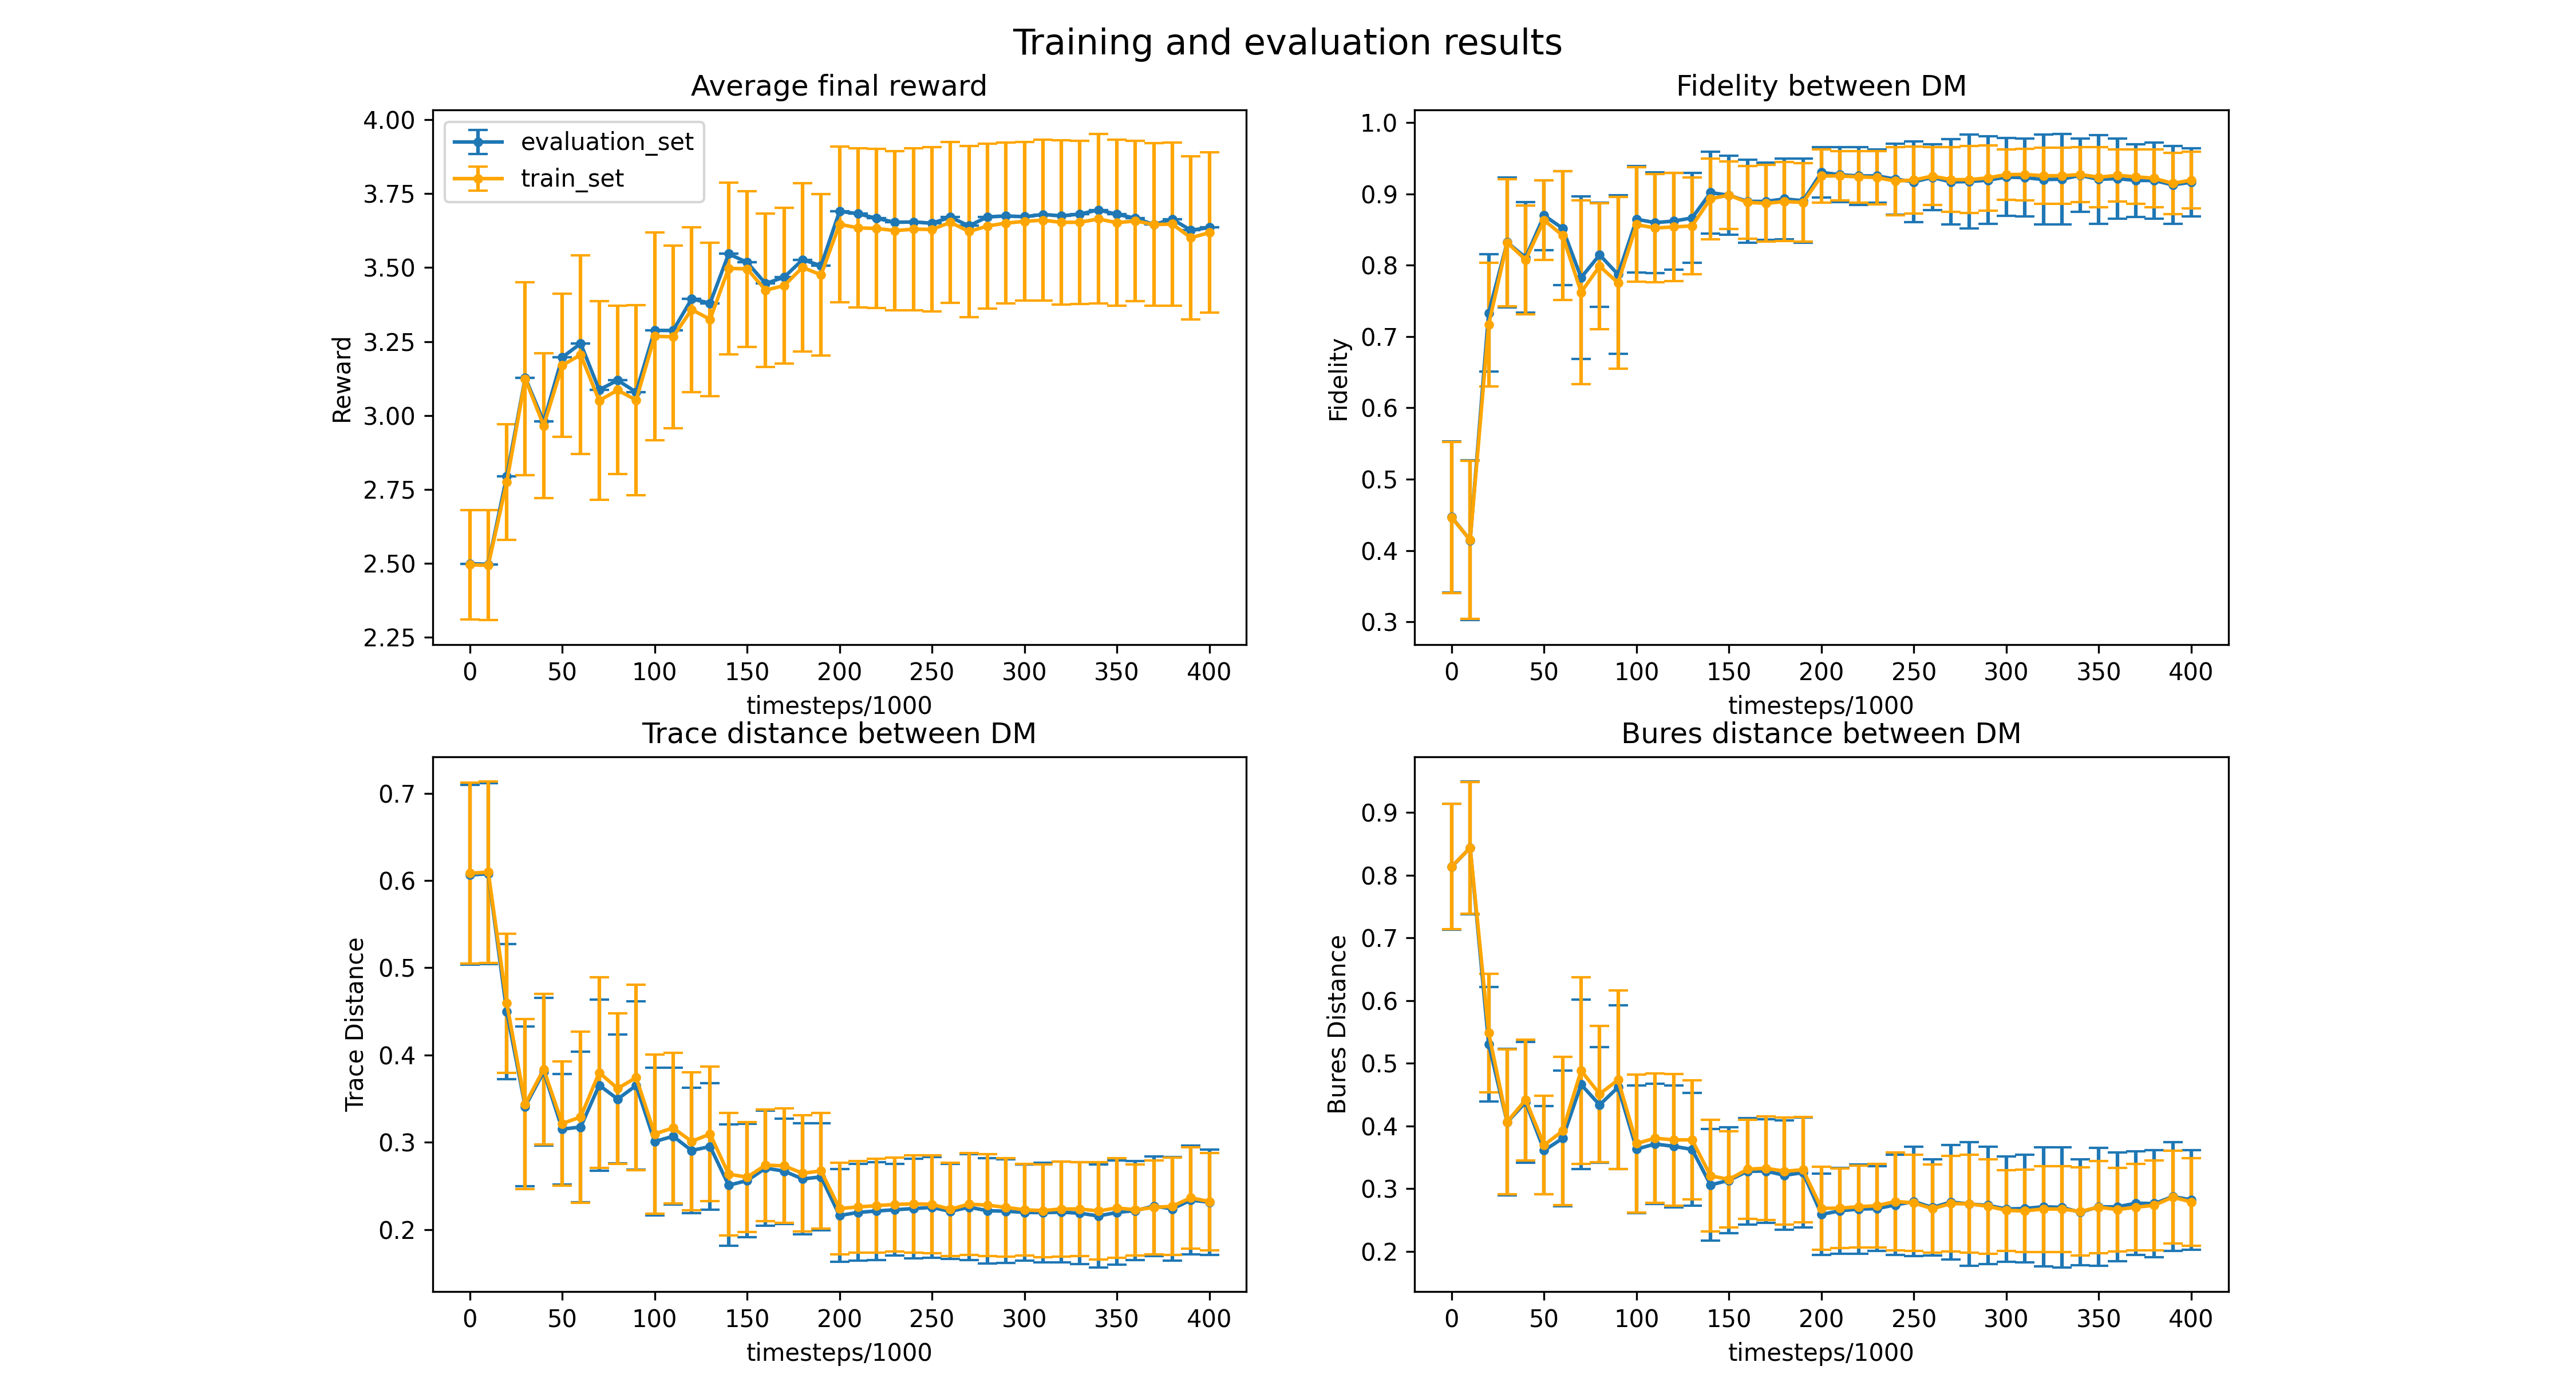 Training and evaluation results
Average final reward
evaluation_set
train_set
4.00
3.75
3.50
3.25
3.00
2.75
2.50
2.25
Reward
0 50 100 150 200 250 300 350 400
timesteps/1000
Fidelity between DM
1.0
0.9
0.8
0.7
0.6
0.5
0.4
0.3
Fidelity
0 50 100 150 200 250 300 350 400
timesteps/1000
Trace distance between DM
0.7
0.6
0.5
0.4
0.3
0.2
Trace Distance
0 50 100 150 200 250 300 350 400
timesteps/1000
Bures distance between DM
0.9
0.8
0.7
0.6
0.5
0.4
0.3
0.2
Bures Distance
0 50 100 150 200 250 300 350 400
timesteps/1000